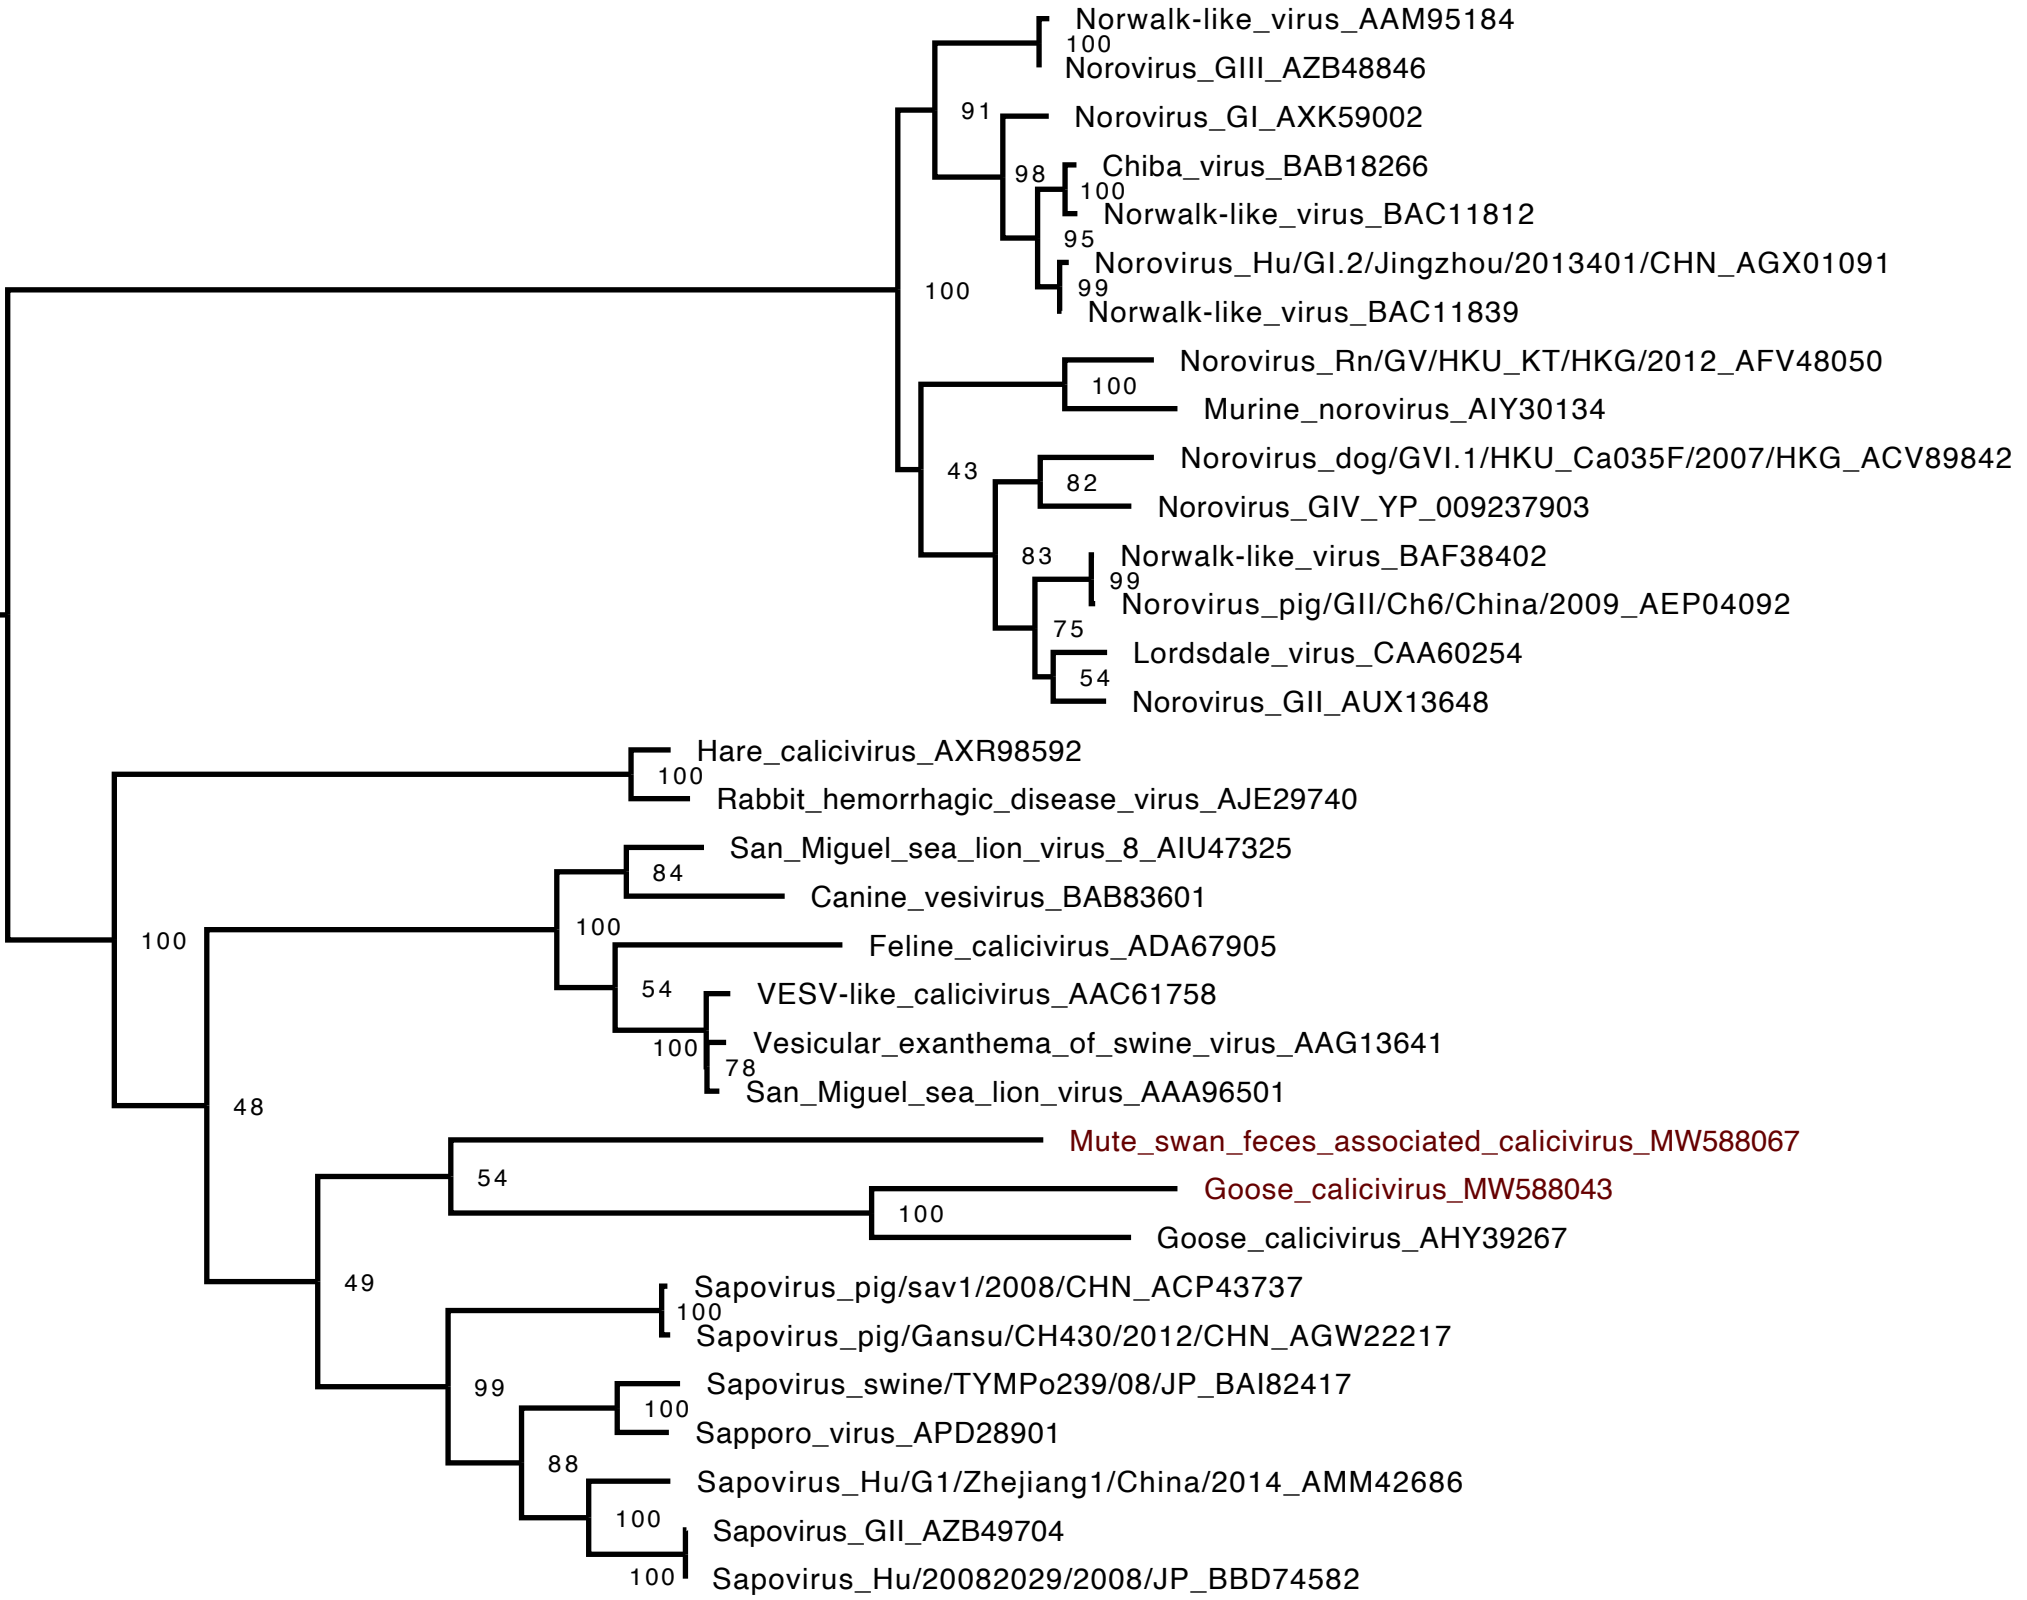 Norwalk-like_virus_AAM95184
100
Norovirus_GIII_AZB48846
91
Norovirus_GI_AXK59002
Chiba_virus_BAB18266
98
100
Norwalk-like_virus_BAC11812
95
Norovirus_Hu/GI.2/Jingzhou/2013401/CHN_AGX01091
100
99
Norwalk-like_virus_BAC11839
Norovirus_Rn/GV/HKU_KT/HKG/2012_AFV48050
100
Murine_norovirus_AIY30134
Norovirus_dog/GVI.1/HKU_Ca035F/2007/HKG_ACV89842
43
82
Norovirus_GIV_YP_009237903
83
Norwalk-like_virus_BAF38402
99
Norovirus_pig/GII/Ch6/China/2009_AEP04092
75
Lordsdale_virus_CAA60254
54
Norovirus_GII_AUX13648
Hare_calicivirus_AXR98592
100
Rabbit_hemorrhagic_disease_virus_AJE29740
San_Miguel_sea_lion_virus_8_AIU47325
84
Canine_vesivirus_BAB83601
100
100
Feline_calicivirus_ADA67905
54
VESV-like_calicivirus_AAC61758
100
Vesicular_exanthema_of_swine_virus_AAG13641
78
San_Miguel_sea_lion_virus_AAA96501
48
Mute_swan_feces_associated_calicivirus_MW588067
54
Goose_calicivirus_MW588043
100
Goose_calicivirus_AHY39267
49
Sapovirus_pig/sav1/2008/CHN_ACP43737
100
Sapovirus_pig/Gansu/CH430/2012/CHN_AGW22217
99
Sapovirus_swine/TYMPo239/08/JP_BAI82417
100
Sapporo_virus_APD28901
88
Sapovirus_Hu/G1/Zhejiang1/China/2014_AMM42686
100
Sapovirus_GII_AZB49704
100
Sapovirus_Hu/20082029/2008/JP_BBD74582